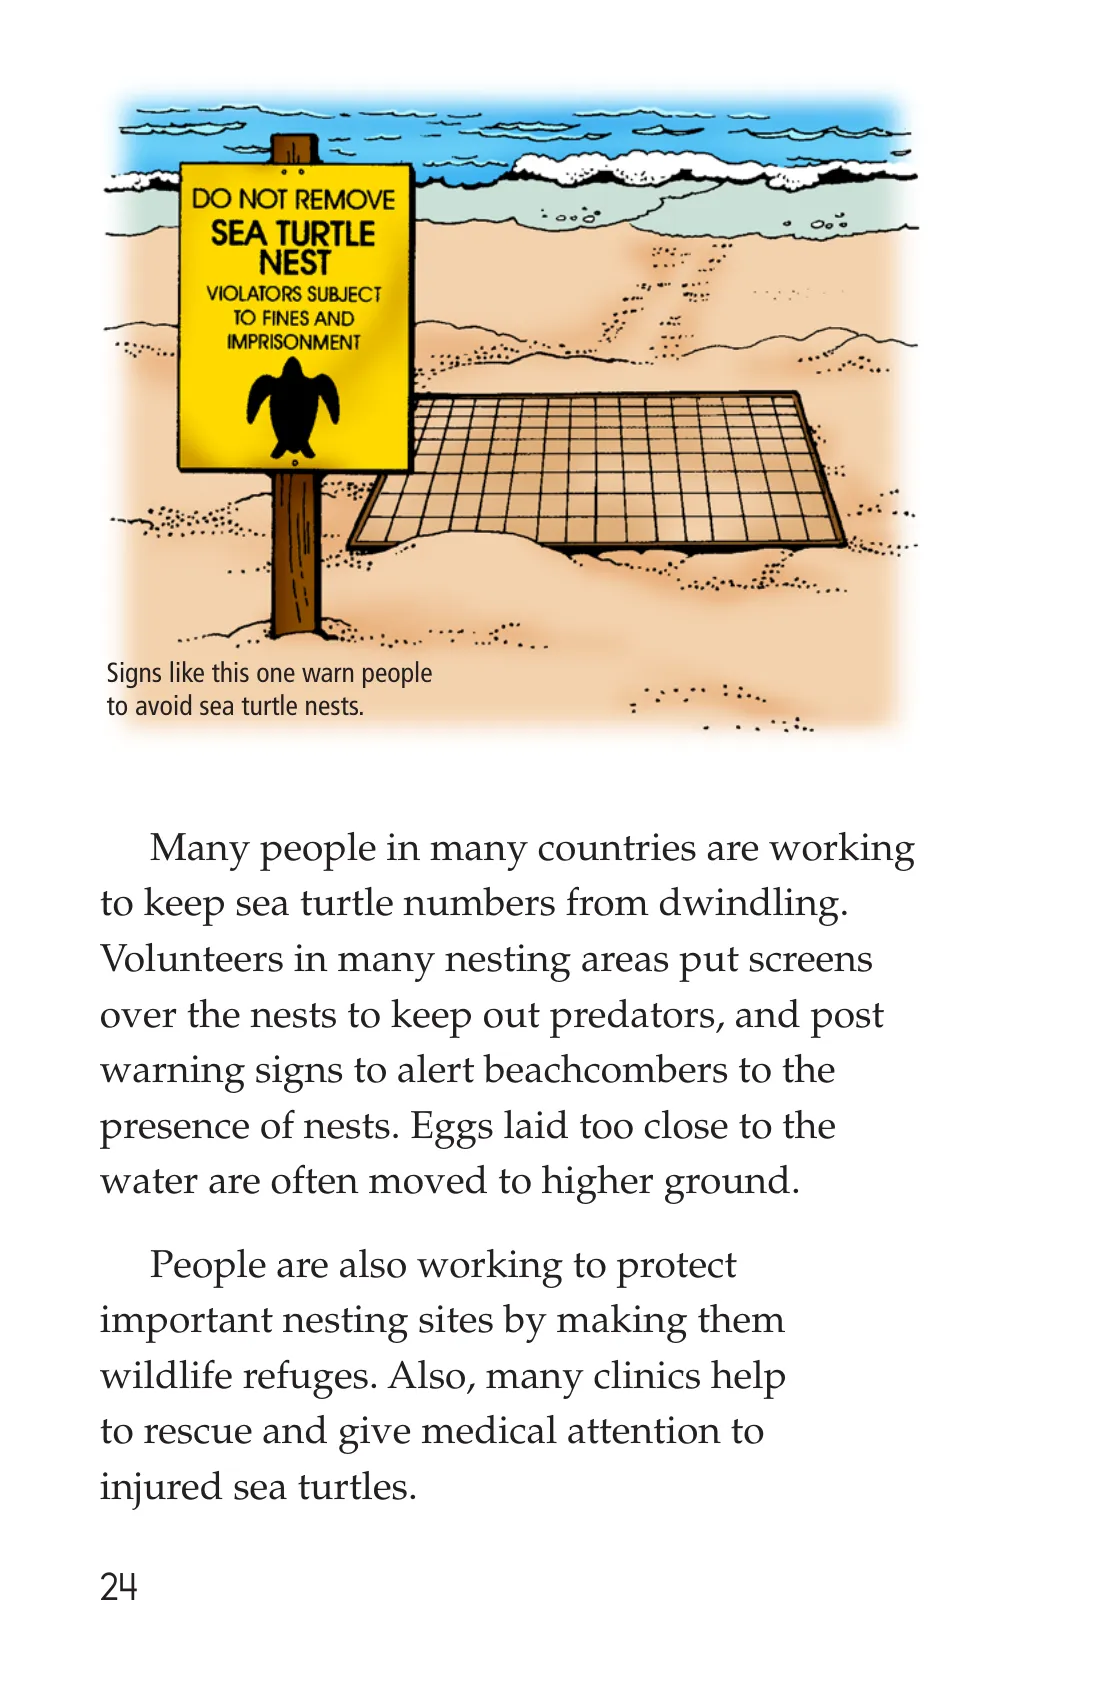 DO NOT REMOVE
SEA TURTLE
NEST
VIOLATORS SUBJECT
TO FINES AND
IMPRISONMENT
Signs like this one warn people
to avoid sea turtle nests.
Many people in many countries are working
to keep sea turtle numbers from dwindling.
Volunteers in many nesting areas put screens
over the nests to keep out predators, and post
warning signs to alert beachcombers to the
presence of nests. Eggs laid too close to the
water are often moved to higher ground.
People are also working to protect
important nesting sites by making them
wildlife refuges. Also, many clinics help
to rescue and give medical attention to
injured sea turtles.
24